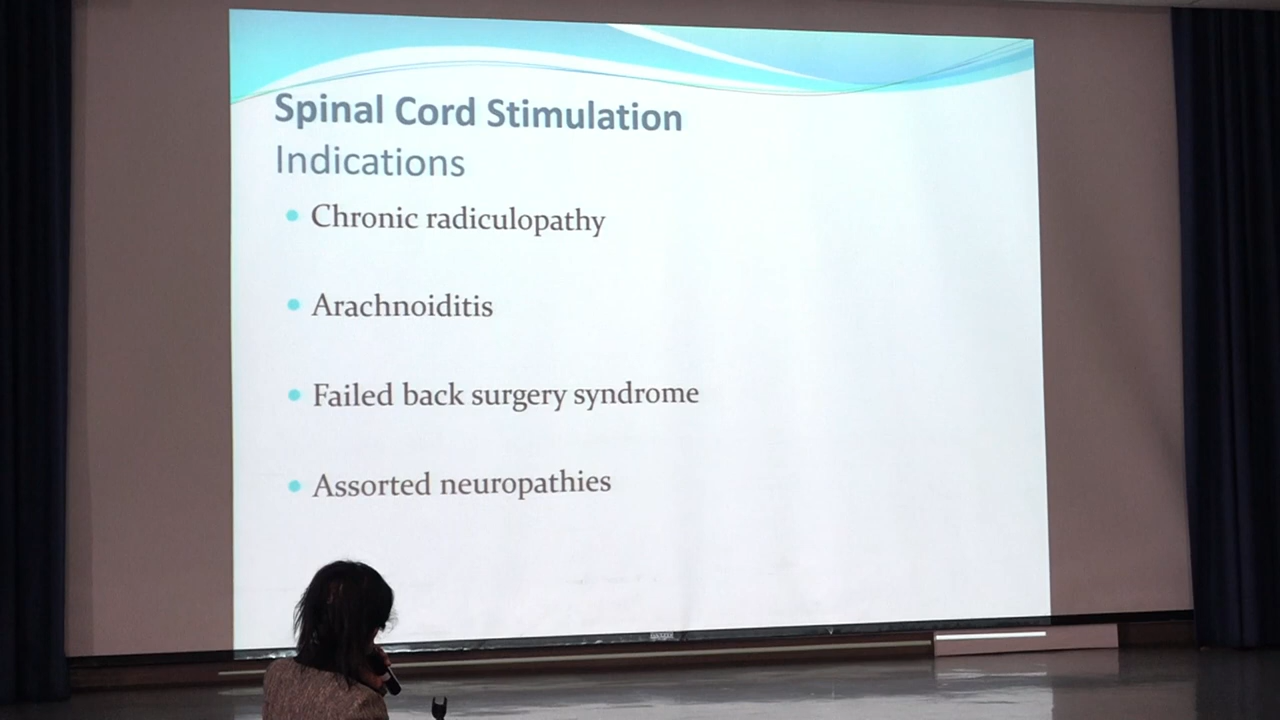 Spinal Cord Stimulation
Indications
Chronic radiculopathy
Arachnoiditis
Failed back surgery syndrome
Assorted neuropathies